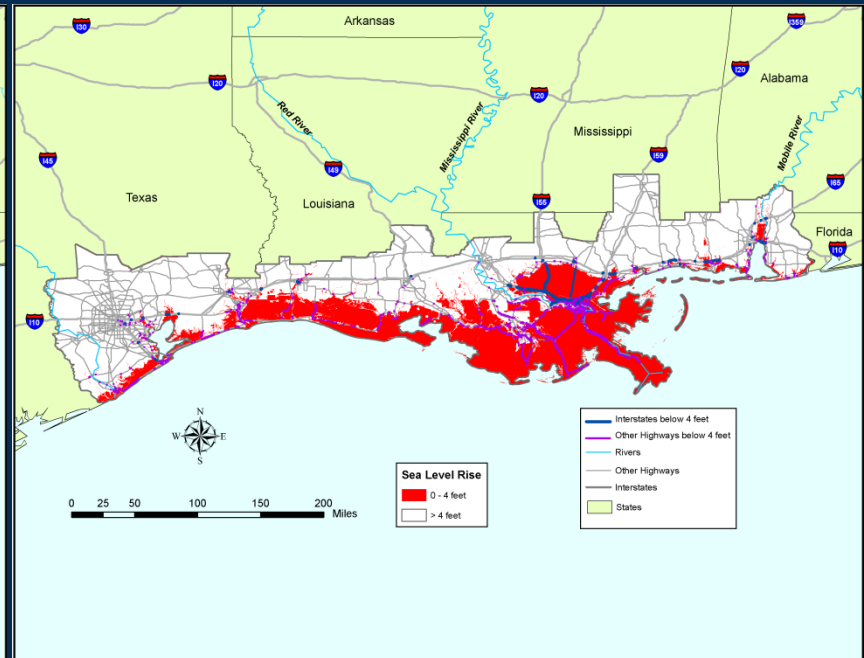 Arkansas
I30
I359
I20
I20
I20
Alabama
Red River
Mississippi River
Mississippi
Mobile River
I45
I49
I59
I65
Texas
Louisiana
I55
Florida
I10
I10
N
W E
S
Interstates below 4 feet
Other Highways below 4 feet
Rivers
Other Highways
Interstates
States
Sea Level Rise
0 - 4 feet
> 4 feet
0 25 50 100 150 200
Miles